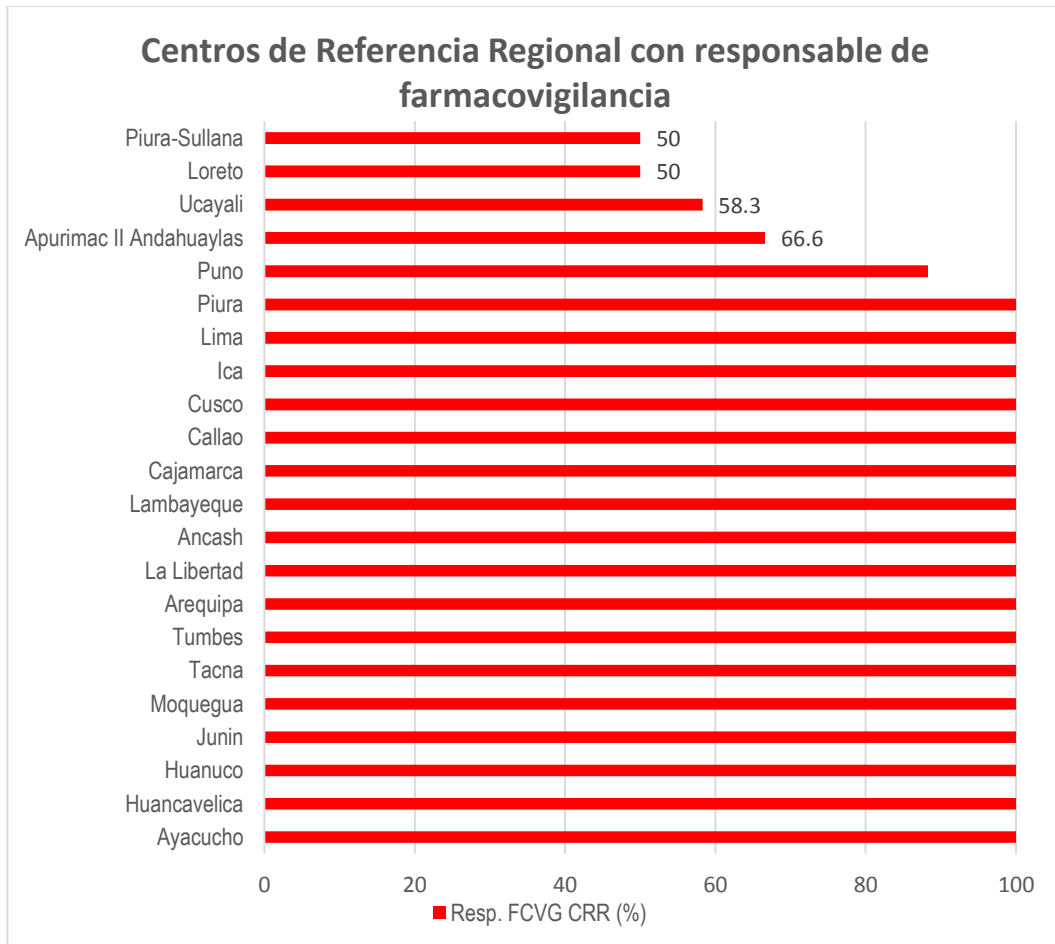 Centros de Referencia Regional con responsable de
farmacovigilancia
Piura-Sullana 50
Loreto 50
Ucayali 58.3
Apurimac II Andahuaylas 66.6
Puno
Piura
Lima
Ica
Cusco
Callao
Cajamarca
Lambayeque
Ancash
La Libertad
Arequipa
Tumbes
Tacna
Moquegua
Junin
Huanuco
Huancavelica
Ayacucho
0 20 40 60 80 100
Resp. FCVG CRR (%)